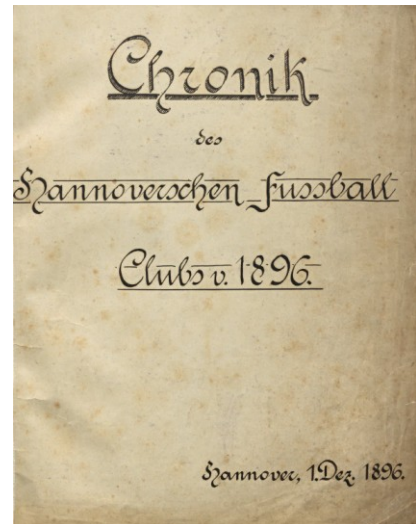 Chronik
des
Hannoverschen Fussball
Clubs v. 1896.
Hannover, 1. Dez. 1896.